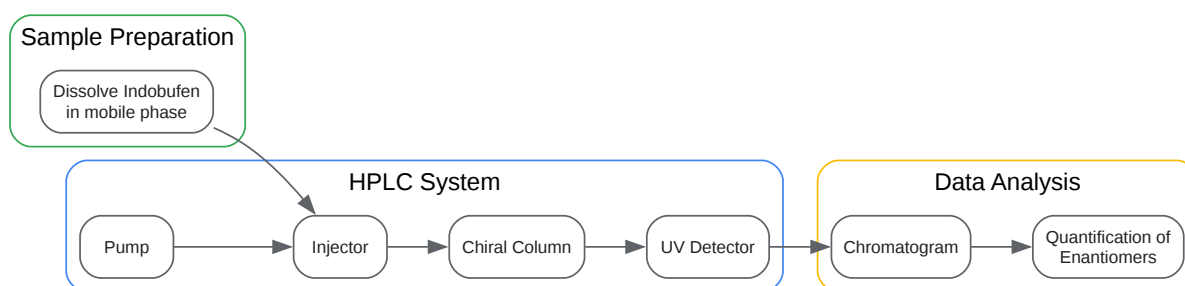 Sample Preparation
Dissolve Indobufen
in mobile phase
HPLC System
Pump
Injector
Chiral Column
UV Detector
Data Analysis
Chromatogram
Quantification of
Enantiomers